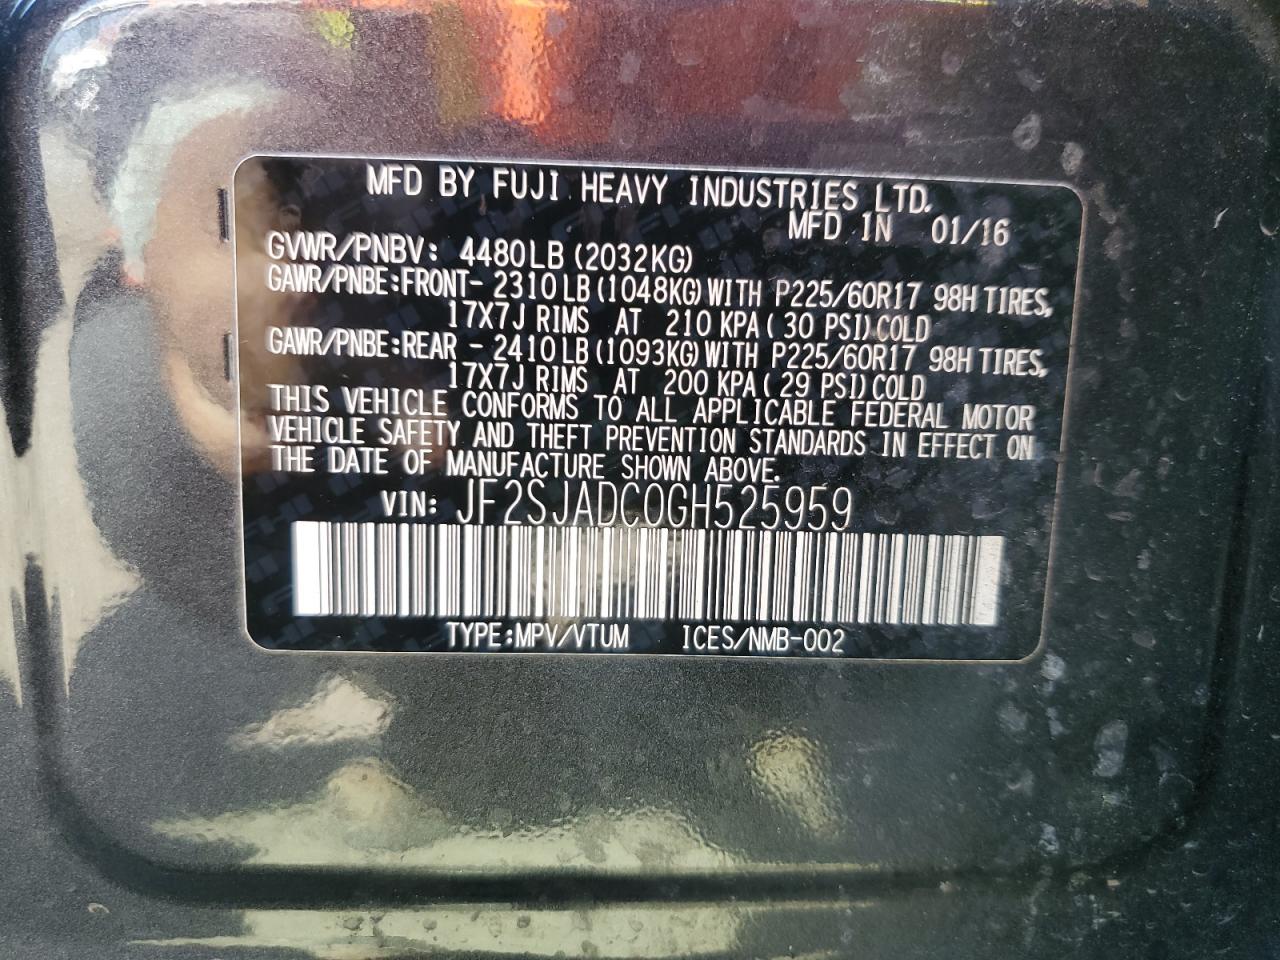 MFD BY FUJI HEAVY INDUSTRIES LTD.
MFD IN 01/16
GVWR/PNBV: 4480LB (2032KG)
GAWR/PNBE:FRONT- 2310LB (1048KG) WITH P225/60R17 98H TIRES,
17X7J RIMS AT 210 KPA ( 30 PSI) COLD
GAWR/PNBE:REAR - 2410LB (1093KG) WITH P225/60R17 98H TIRES,
17X7J RIMS AT 200 KPA ( 29 PSI) COLD
THIS VEHICLE CONFORMS TO ALL APPLICABLE FEDERAL MOTOR
VEHICLE SAFETY AND THEFT PREVENTION STANDARDS IN EFFECT ON
THE DATE OF MANUFACTURE SHOWN ABOVE.
VIN: JF2SJADC0GH525959
TYPE:MPV/VTUM ICES/NMB-002